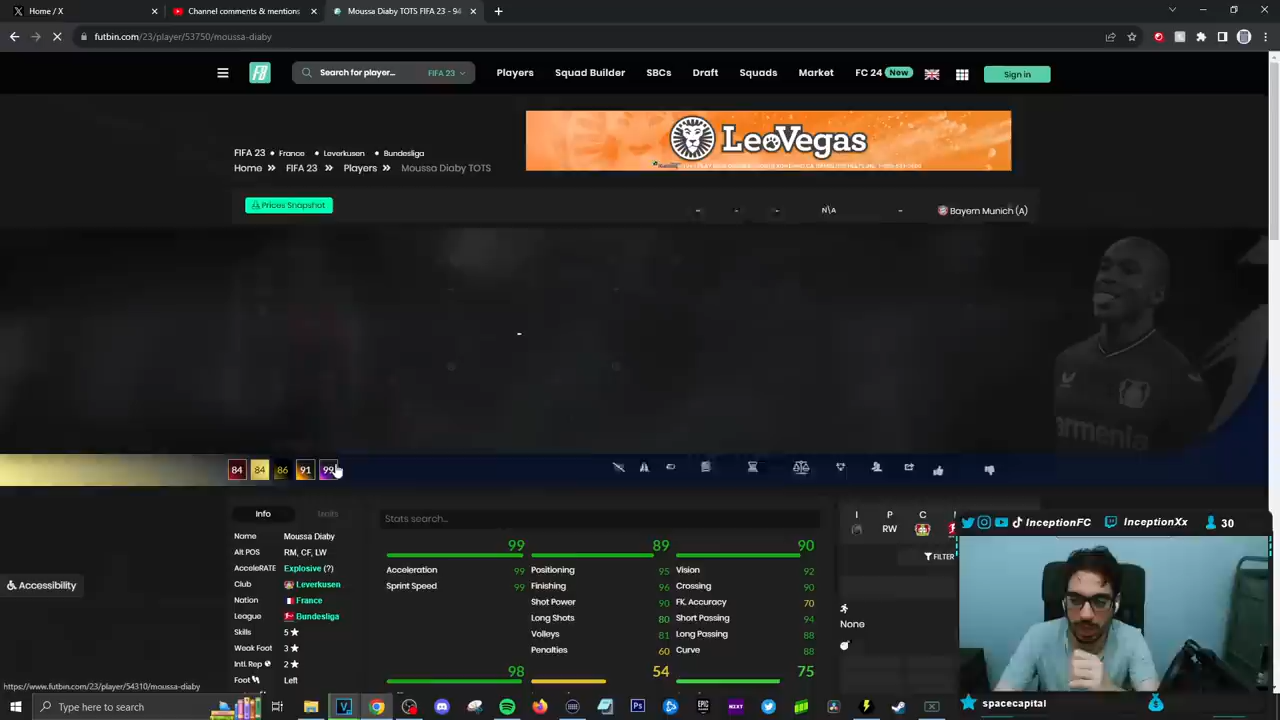 Home / X
Channel comments & mentions
Moussa Diaby TOTS FIFA 23 - 94
futbin.com/23/player/53750/moussa-diaby
Search for player... FIFA 23
Players Squad Builder SBCs Draft Squads Market FC 24 New
Sign in
LeoVegas
FIFA 23 France Leverkusen Bundesliga
Home FIFA 23 Players Moussa Diaby TOTS
Prices Snapshot
N/A
Bayern Munich (A)
84 84 86 91 99
Info Traits
Stats search...
I P C
RW
FILTER
Name Moussa Diaby
Alt POS RM, CF, LW
AcceleRATE Explosive (?)
Club Leverkusen
Nation France
League Bundesliga
Skills 5
Weak Foot 3
Intl. Rep 2
Foot Left
99
Acceleration 99
Sprint Speed 99
98
89
Positioning 95
Finishing 96
Shot Power 90
Long Shots 80
Volleys 81
Penalties 60
54
90
Vision 92
Crossing 90
FK. Accuracy 70
Short Passing 94
Long Passing 88
Curve 88
75
None
Accessibility
armenia
InceptionFC InceptionXx 30
spacecapital
https://www.futbin.com/23/player/54310/moussa-diaby
Type here to search